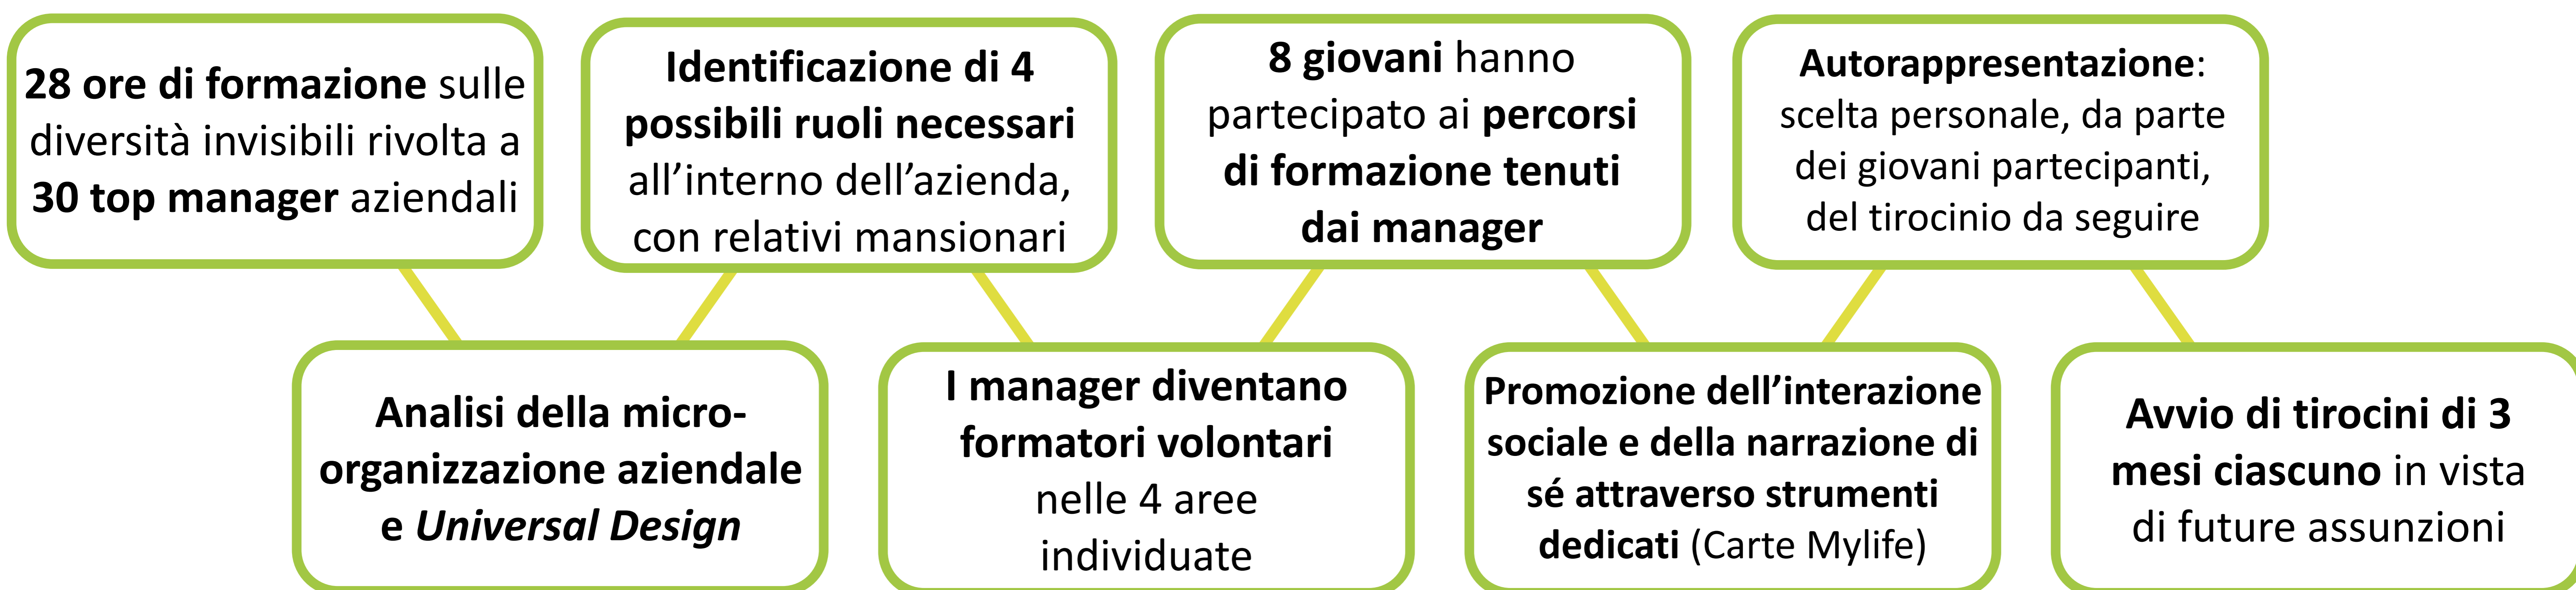 28 ore di formazione sulle
diversità invisibili rivolta a
30 top manager aziendali
Analisi della micro-
organizzazione aziendale
e Universal Design
Identificazione di 4
possibili ruoli necessari
all’interno dell’azienda,
con relativi mansionari
I manager diventano
formatori volontari
nelle 4 aree
individuate
8 giovani hanno
partecipato ai percorsi
di formazione tenuti
dai manager
Promozione dell’interazione
sociale e della narrazione di
sé attraverso strumenti
dedicati (Carte Mylife)
Autorappresentazione:
scelta personale, da parte
dei giovani partecipanti,
del tirocinio da seguire
Avvio di tirocini di 3
mesi ciascuno in vista
di future assunzioni